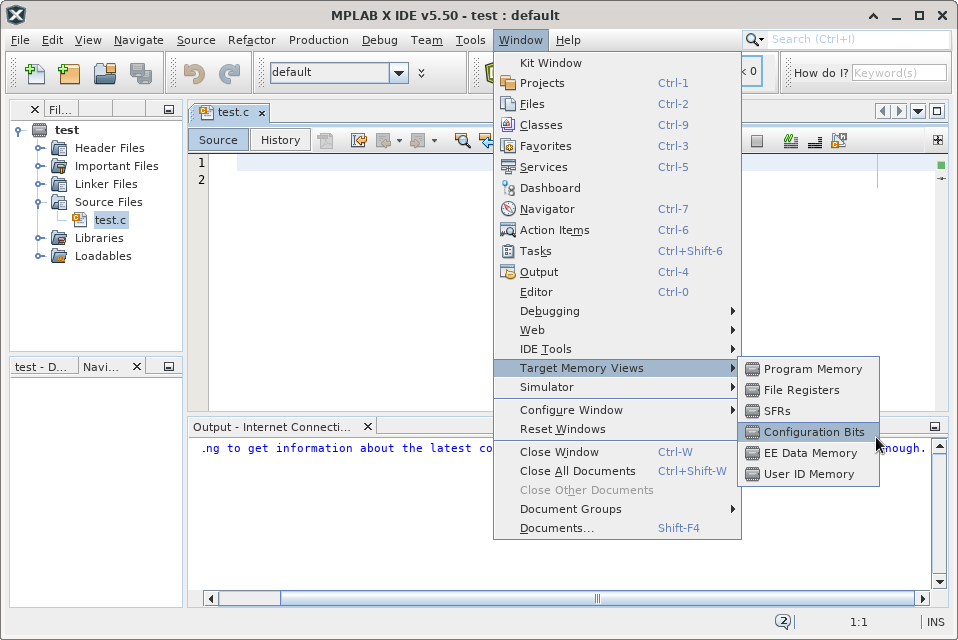 MPLAB X IDE v5.50 - test : default
File Edit View Navigate Source Refactor Production Debug Team Tools Window Help
Search (Ctrl+I)
default
< 0
How do I?
Keyword(s)
Fil...
test
Header Files
Important Files
Linker Files
Source Files
test.c
Libraries
Loadables
test - D...
Navi...
test.c
Source
History
1
2
Kit Window
Projects Ctrl-1
Files Ctrl-2
Classes Ctrl-9
Favorites Ctrl-3
Services Ctrl-5
Dashboard
Navigator Ctrl-7
Action Items Ctrl-6
Tasks Ctrl+Shift-6
Output Ctrl-4
Editor Ctrl-0
Debugging
Web
IDE Tools
Target Memory Views
Simulator
Configure Window
Reset Windows
Close Window Ctrl-W
Close All Documents Ctrl+Shift-W
Close Other Documents
Document Groups
Documents... Shift-F4
Program Memory
File Registers
SFRs
Configuration Bits
EE Data Memory
User ID Memory
Output - Internet Connecti...
.ng to get information about the latest co
nough.
2
1:1
INS